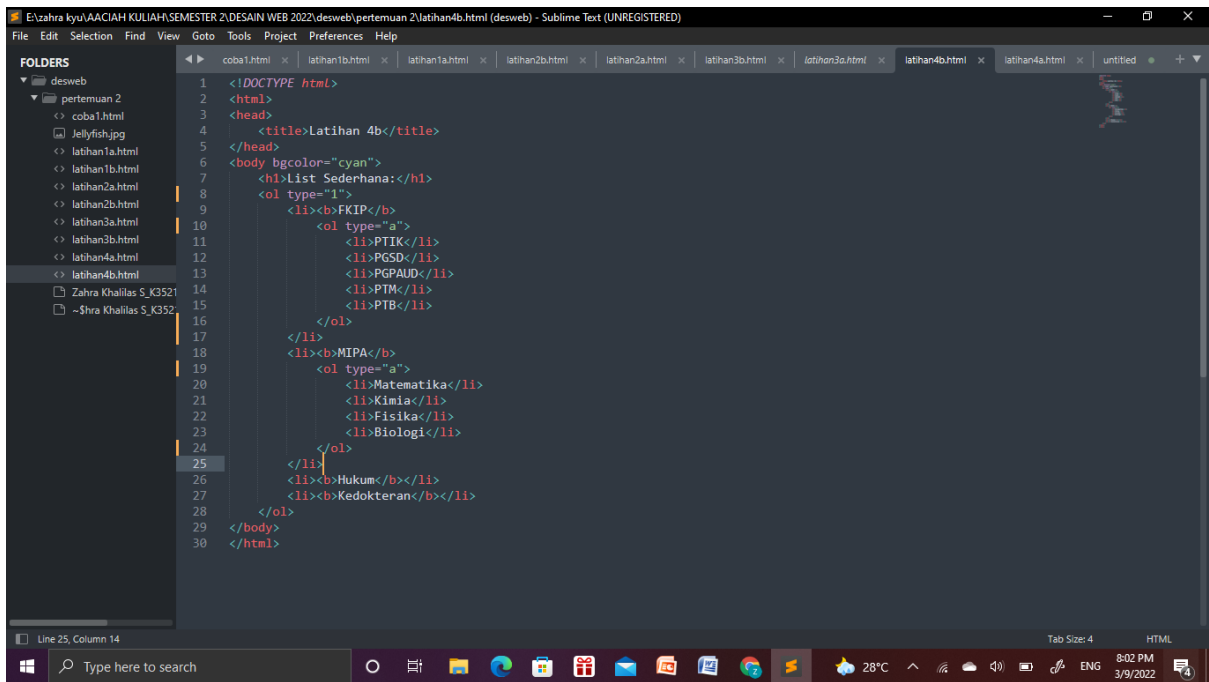 E:\zahra kyu\AACIAH KULIAH\SEMESTER 2\DESAIN WEB 2022\desweb\pertemuan 2\latihan4b.html (desweb) - Sublime Text (UNREGISTERED)
File Edit Selection Find View Goto Tools Project Preferences Help
coba1.html latihan1b.html latihan1a.html latihan2b.html latihan2a.html latihan3b.html latihan3a.html latihan4b.html latihan4a.html untitled
FOLDERS
desweb
pertemuan 2
coba1.html
Jellyfish.jpg
latihan1a.html
latihan1b.html
latihan2a.html
latihan2b.html
latihan3a.html
latihan3b.html
latihan4a.html
latihan4b.html
Zahra Khalilas S_K3521
~$hra Khalilas S_K352
1 <!DOCTYPE html>
2 <html>
3 <head>
4 <title>Latihan 4b</title>
5 </head>
6 <body bgcolor="cyan">
7 <h1>List Sederhana:</h1>
8 <ol type="1">
9 <li><b>FKIP</b>
10 <ol type="a">
11 <li>PTIK</li>
12 <li>PGSD</li>
13 <li>PGPAUD</li>
14 <li>PTM</li>
15 <li>PTB</li>
16 </ol>
17 </li>
18 <li><b>MIPA</b>
19 <ol type="a">
20 <li>Matematika</li>
21 <li>Kimia</li>
22 <li>Fisika</li>
23 <li>Biologi</li>
24 </ol>
25 </li>
26 <li><b>Hukum</b></li>
27 <li><b>Kedokteran</b></li>
28 </ol>
29 </body>
30 </html>
Line 25, Column 14 Tab Size: 4 HTML
Type here to search 28°C ENG 8:02 PM
3/9/2022 4